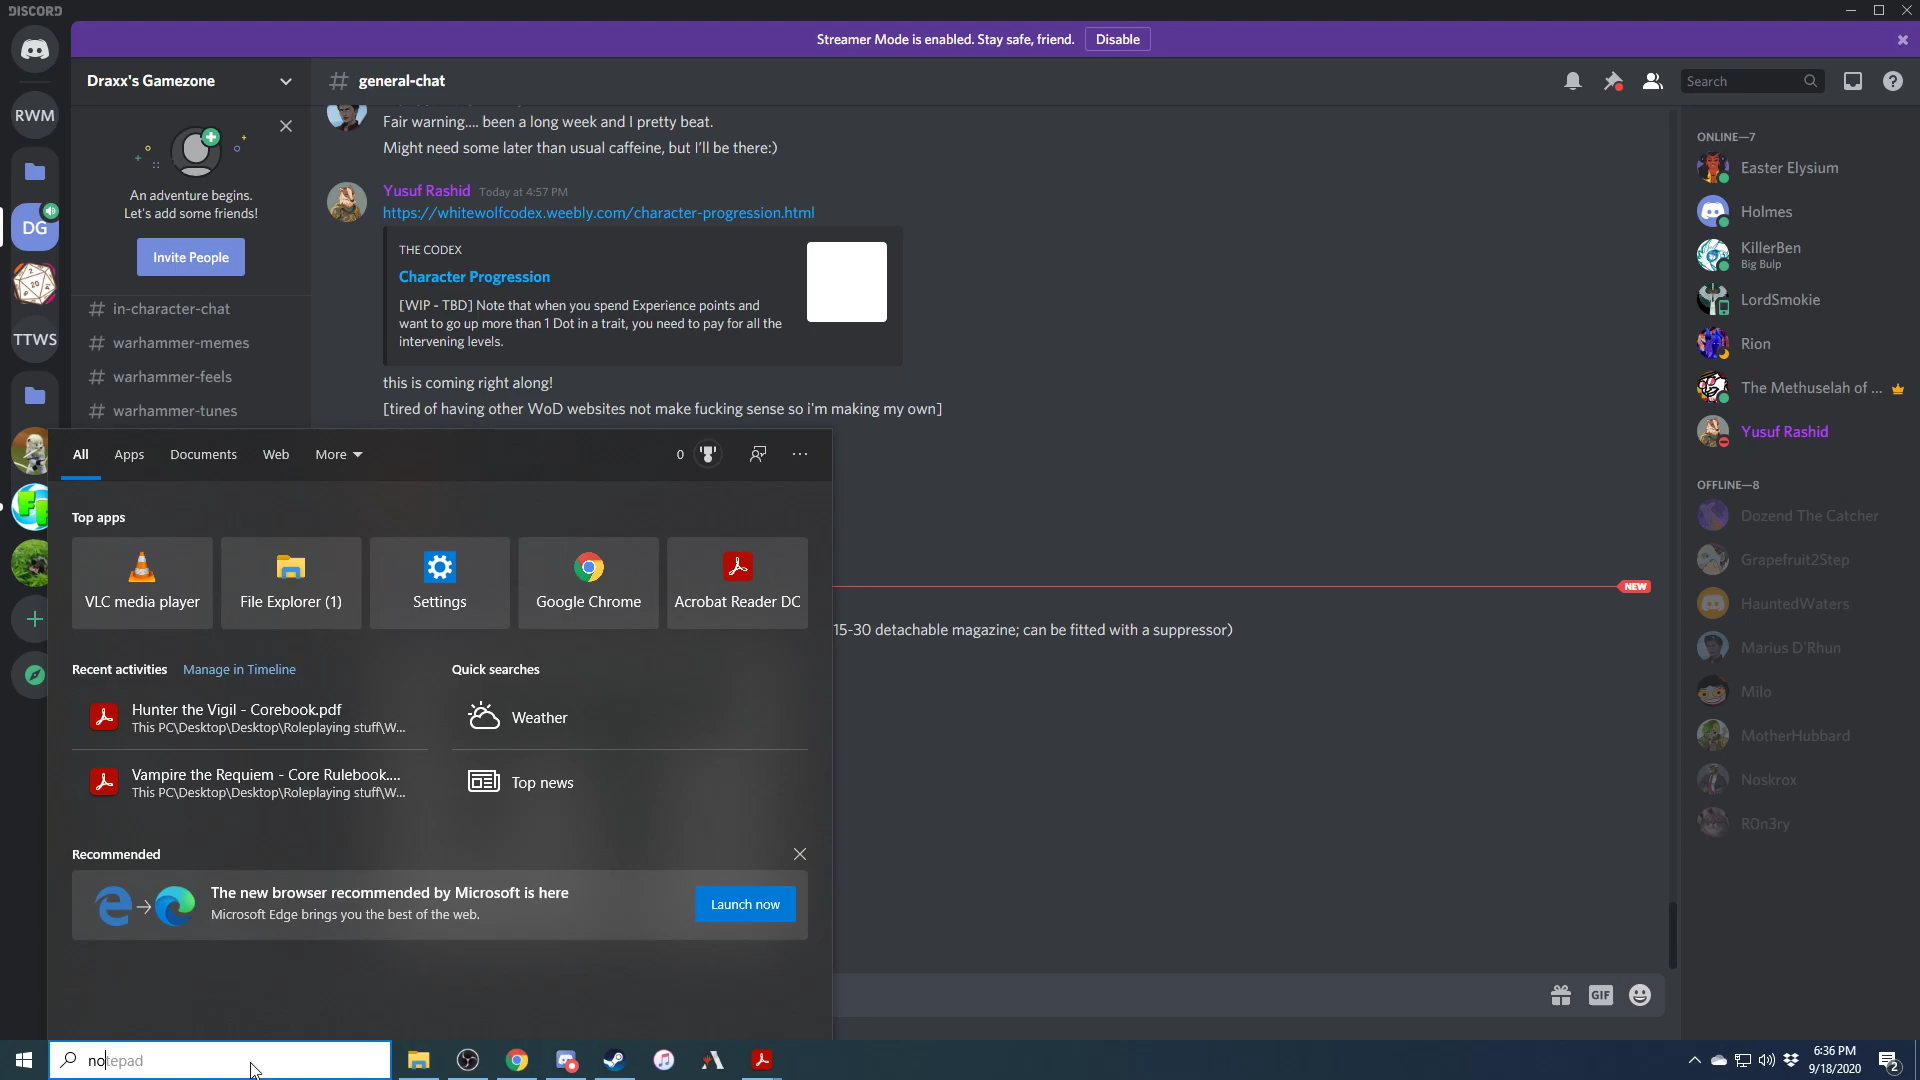 DISCORD
Streamer Mode is enabled. Stay safe, friend.
Disable
RWM
DG
20
TTWS
Draxx's Gamezone
An adventure begins.
Let's add some friends!
Invite People
# in-character-chat
# warhammer-memes
# warhammer-feels
# warhammer-tunes
# general-chat
Search
Fair warning.... been a long week and I pretty beat.
Might need some later than usual caffeine, but I'll be there:)
Yusuf Rashid Today at 4:57 PM
https://whitewolfcodex.weebly.com/character-progression.html
THE CODEX
Character Progression
[WIP - TBD] Note that when you spend Experience points and
want to go up more than 1 Dot in a trait, you need to pay for all the
intervening levels.
this is coming right along!
[tired of having other WoD websites not make fucking sense so i'm making my own]
NEW
15-30 detachable magazine; can be fitted with a suppressor)
GIF
ONLINE—7
Easter Elysium
Holmes
KillerBen
Big Bulp
LordSmokie
Rion
The Methuselah of ...
Yusuf Rashid
OFFLINE—8
Dozend The Catcher
Grapefruit2Step
HauntedWaters
Marius D'Rhun
Milo
MotherHubbard
Noskrox
R0n3ry
All
Apps
Documents
Web
More
0
Top apps
VLC media player
File Explorer (1)
Settings
Google Chrome
Acrobat Reader DC
Recent activities Manage in Timeline
Hunter the Vigil - Corebook.pdf
This PC\Desktop\Desktop\Roleplaying stuff\W...
Vampire the Requiem - Core Rulebook....
This PC\Desktop\Desktop\Roleplaying stuff\W...
Quick searches
Weather
Top news
Recommended
The new browser recommended by Microsoft is here
Microsoft Edge brings you the best of the web.
Launch now
notepad
6:36 PM
9/18/2020
2